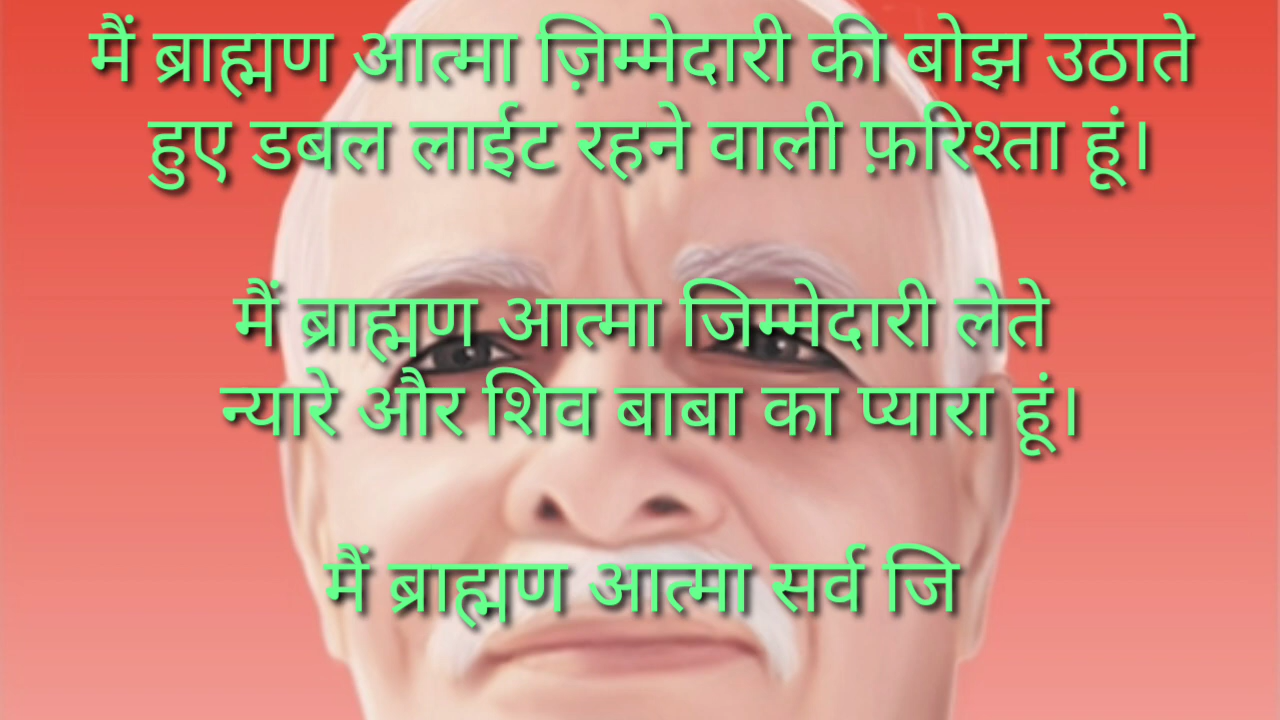 मैं ब्राह्मण आत्मा ज़िम्मेदारी की बोझ उठाते
हुए डबल लाईट रहने वाली फ़रिश्ता हूं।
मैं ब्राह्मण आत्मा जिम्मेदारी लेते
न्यारे और शिव बाबा का प्यारा हूं।
मैं ब्राह्मण आत्मा सर्व जि